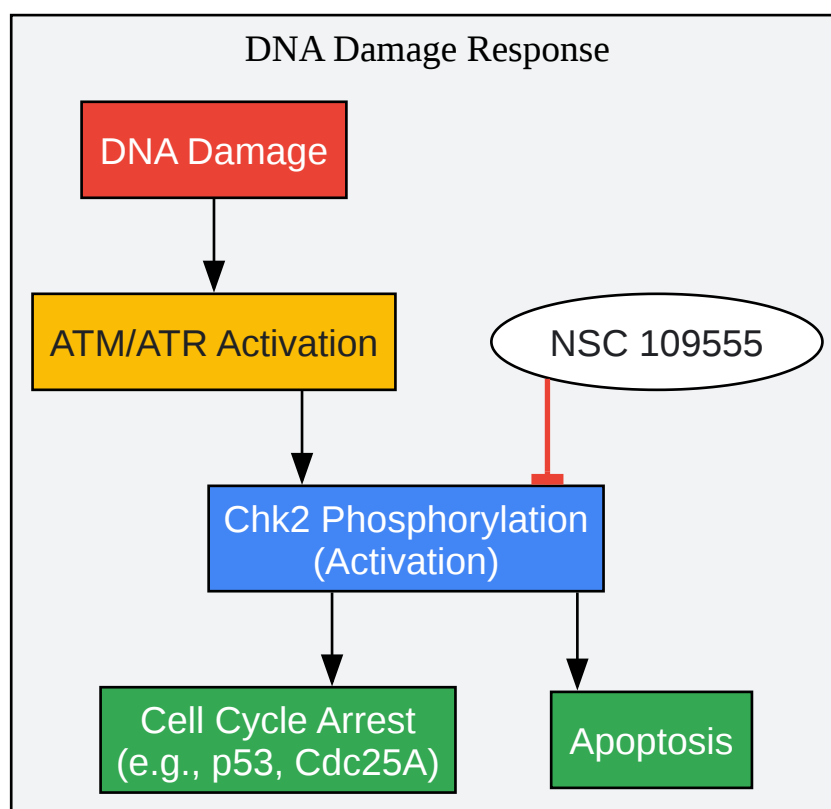 DNA Damage Response
DNA Damage
ATM/ATR Activation
NSC 109555
Chk2 Phosphorylation
(Activation)
Cell Cycle Arrest
(e.g., p53, Cdc25A)
Apoptosis